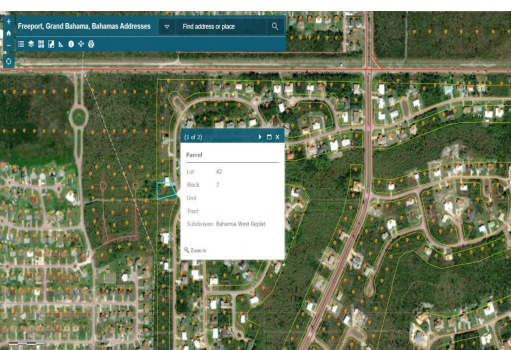 Freeport, Grand Bahama, Bahamas Addresses
Find address or place
(1 of 2)
Parcel
Lot 42
Block 7
Unit
Tract
Subdivision Bahamia West Replat
Zoom to